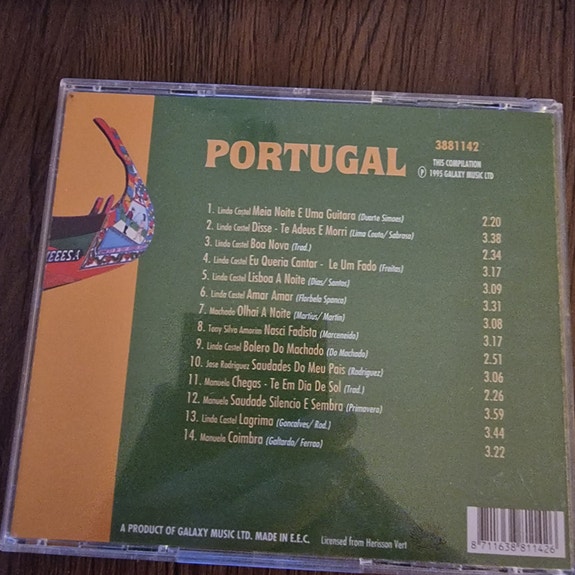 3881142
PORTUGAL
THIS COMPILATION
Ⓟ 1995 GALAXY MUSIC LTD
1. Linda Castel Meia Noite E Uma Guitara (Duarte Simoes) 2.20
2. Linda Castel Disse - Te Adeus E Morri (Lima Couto/ Sabrosa) 3.38
3. Linda Castel Boa Nova (Trad.) 2.34
4. Linda Castel Eu Queria Cantar - Le Um Fado (Freitas) 3.17
5. Linda Castel Lisboa A Noite (Dias/ Santos) 3.09
6. Linda Castel Amar Amar (Florbela Spanca) 3.31
7. Machado Olhai A Noite (Martius/ Martin) 3.08
8. Tony Silva Amorim Nasci Fadista (Marceneido) 3.17
9. Linda Castel Bolero Do Machado (Do Machado) 2.51
10. Jose Rodriguez Saudades Do Meu Pais (Rodriguez) 3.06
11. Manuela Chegas - Te Em Dia De Sol (Trad.) 2.26
12. Manuela Saudade Silencio E Sembra (Primavera) 3.59
13. Linda Castel Lagrima (Goncalves/ Rod.) 3.44
14. Manuela Coimbra (Galtardo/ Ferrao) 3.22
A PRODUCT OF GALAXY MUSIC LTD. MADE IN E.E.C. Licensed from Herisson Vert
8 711638 811426